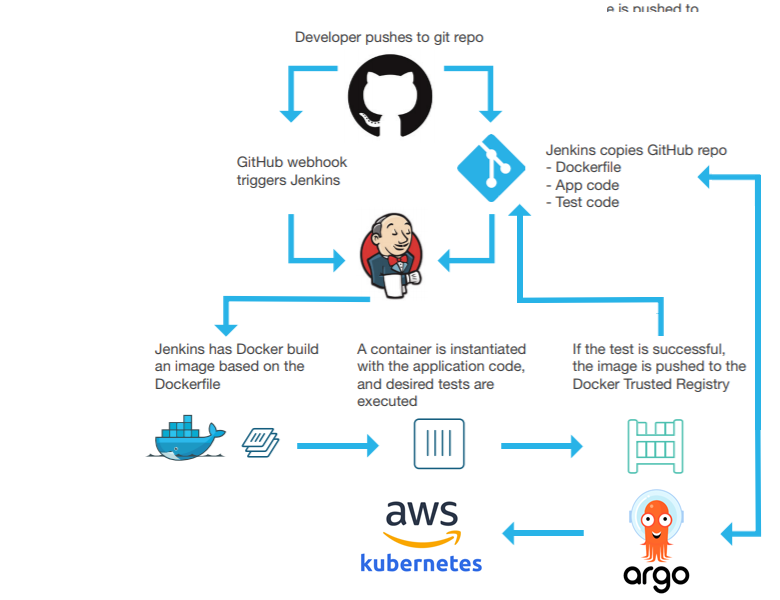 e is pushed to
Developer pushes to git repo
GitHub webhook
triggers Jenkins
Jenkins copies GitHub repo
- Dockerfile
- App code
- Test code
Jenkins has Docker build
an image based on the
Dockerfile
A container is instantiated
with the application code,
and desired tests are
executed
If the test is successful,
the image is pushed to the
Docker Trusted Registry
aws
kubernetes
argo